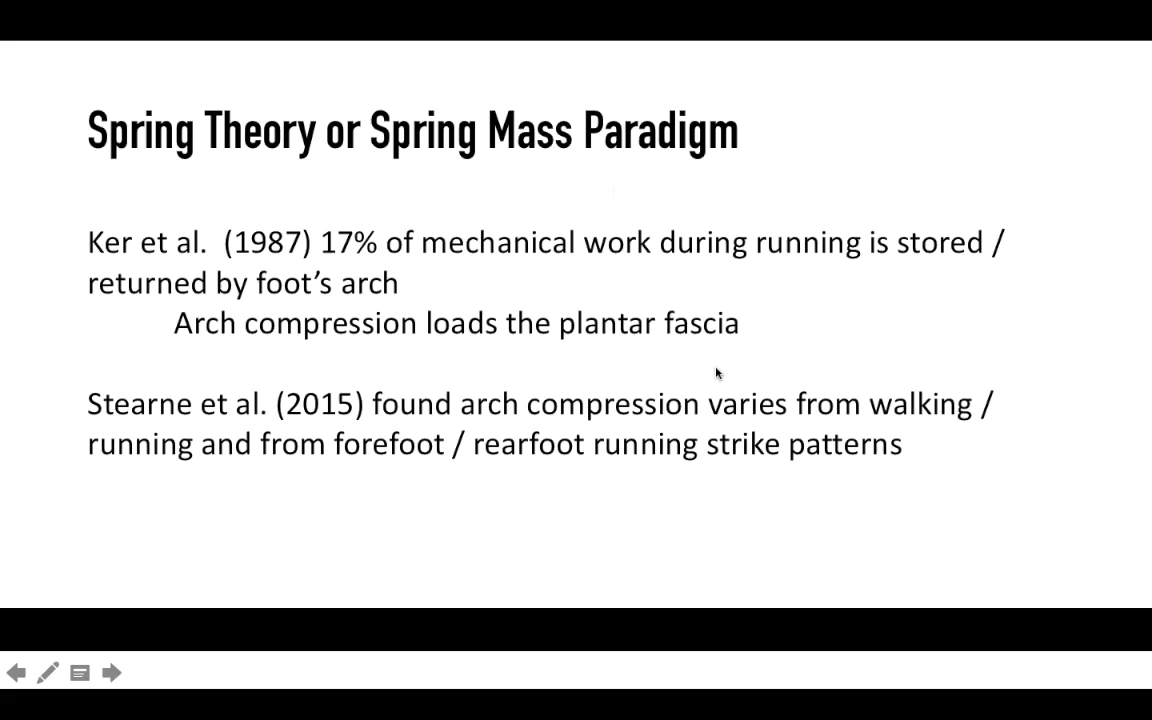 Spring Theory or Spring Mass Paradigm
Ker et al.  (1987) 17% of mechanical work during running is stored /
returned by foot’s arch
Arch compression loads the plantar fascia
Stearne et al. (2015) found arch compression varies from walking /
running and from forefoot / rearfoot running strike patterns